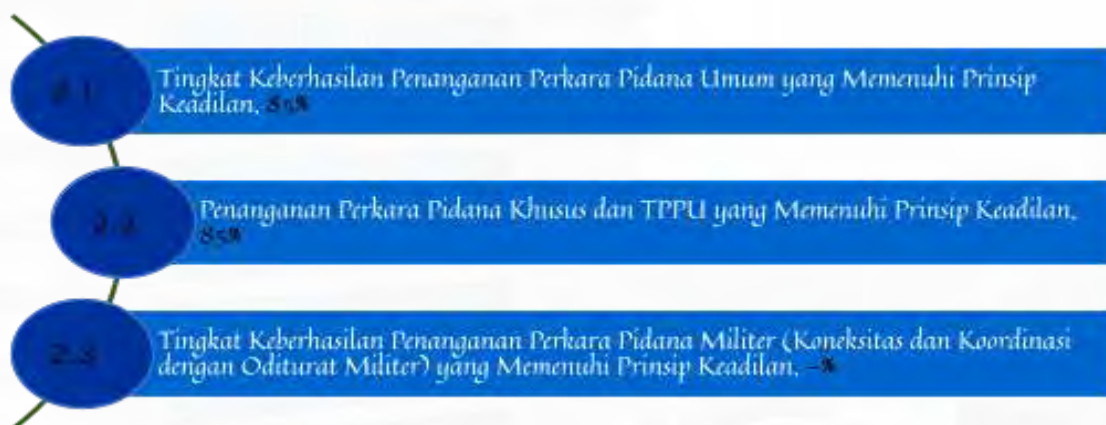 2.1
Tingkat Keberhasilan Penanganan Perkara Pidana Umum yang Memenuhi Prinsip
Keadilan, 85%
2.2
Penanganan Perkara Pidana Khusus dan TPPU yang Memenuhi Prinsip Keadilan,
85%
2.3
Tingkat Keberhasilan Penanganan Perkara Pidana Militer (Koneksitas dan Koordinasi
dengan Oditurat Militer) yang Memenuhi Prinsip Keadilan, -%